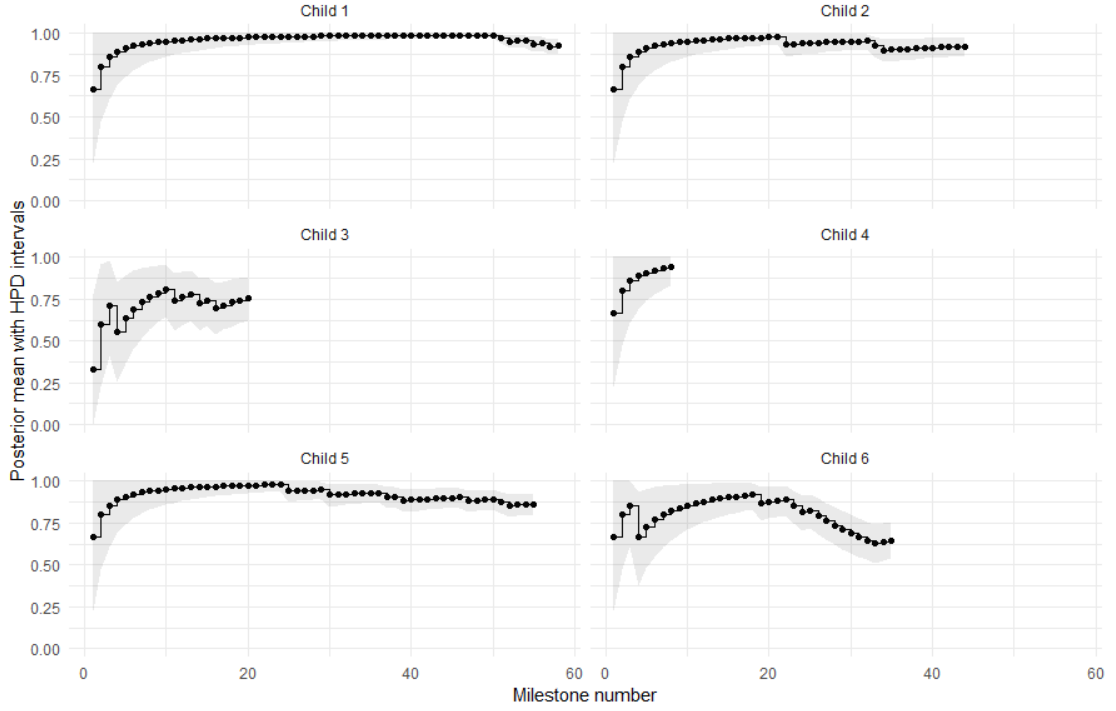 Child 1
Child 2
1.00
0.75
0.50
0.25
0.00
Child 3
Child 4
1.00
0.75
0.50
0.25
0.00
Child 5
Child 6
1.00
0.75
0.50
0.25
0.00
0 20 40 60 0 20 40 60
Milestone number
Posterior mean with HPD intervals